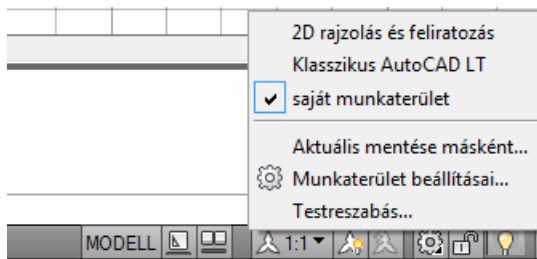 2D rajzolás és feliratozás
Klasszikus AutoCAD LT
saját munkaterület
Aktuális mentése másként...
Munkaterület beállításai...
Testreszabás...
MODELL 1:1